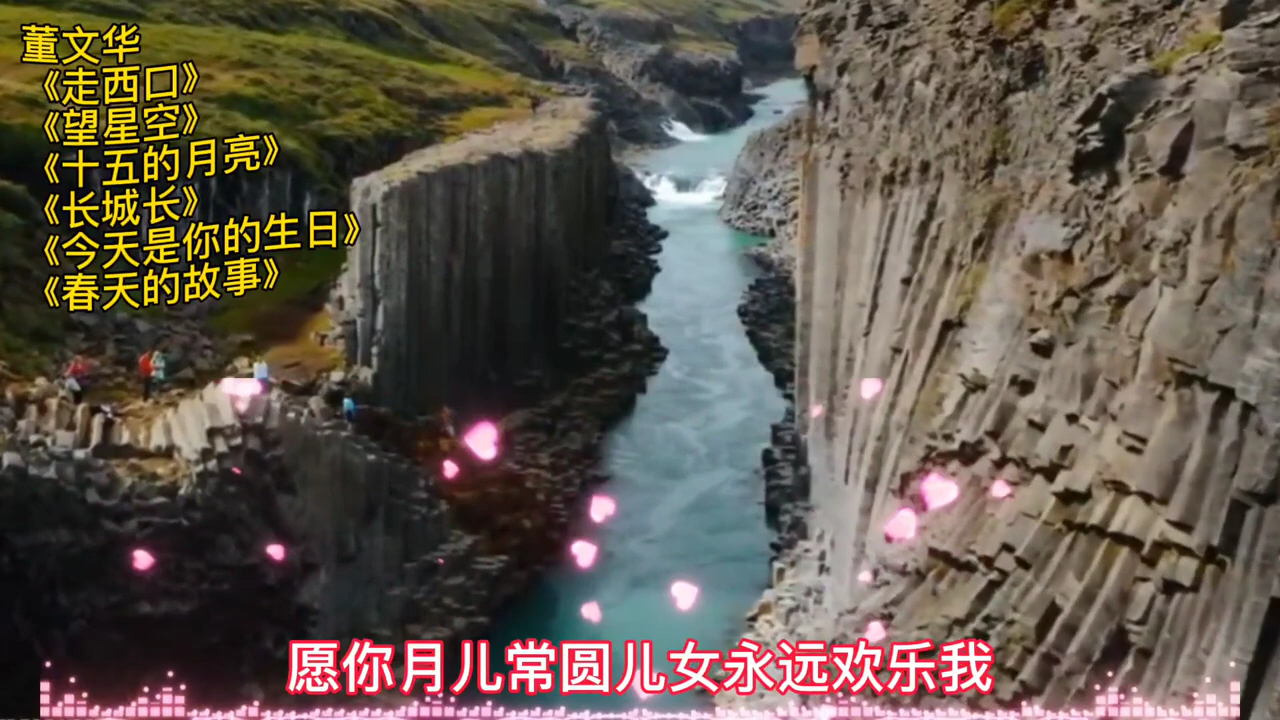 董文华
《走西口》
《望星空》
《十五的月亮》
《长城长》
《今天是你的生日》
《春天的故事》
愿你月儿常圆儿女永远欢乐我